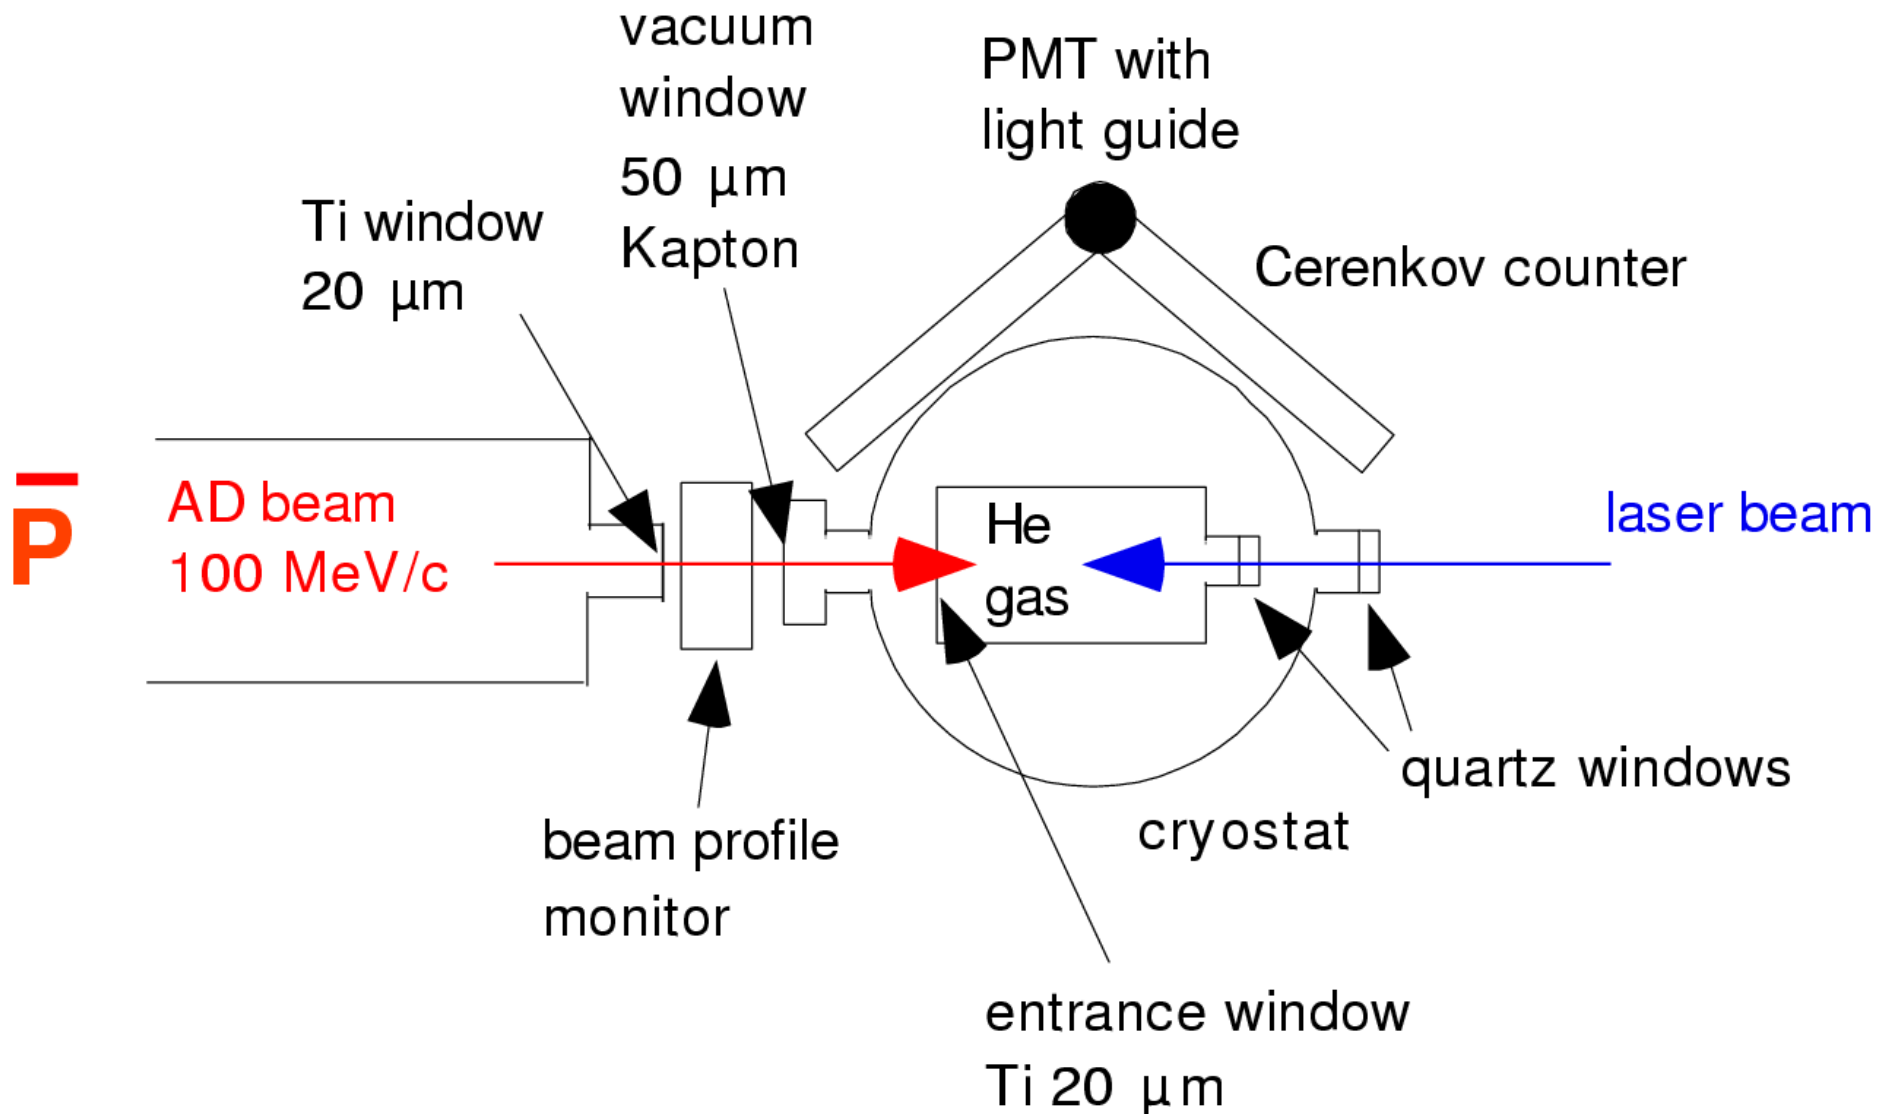 vacuum
window
50 µm
Kapton
PMT with
light guide
Ti window
20 µm
Cerenkov counter
P̅
AD beam
100 MeV/c
He
gas
laser beam
quartz windows
cryostat
beam profile
monitor
entrance window
Ti 20 µm